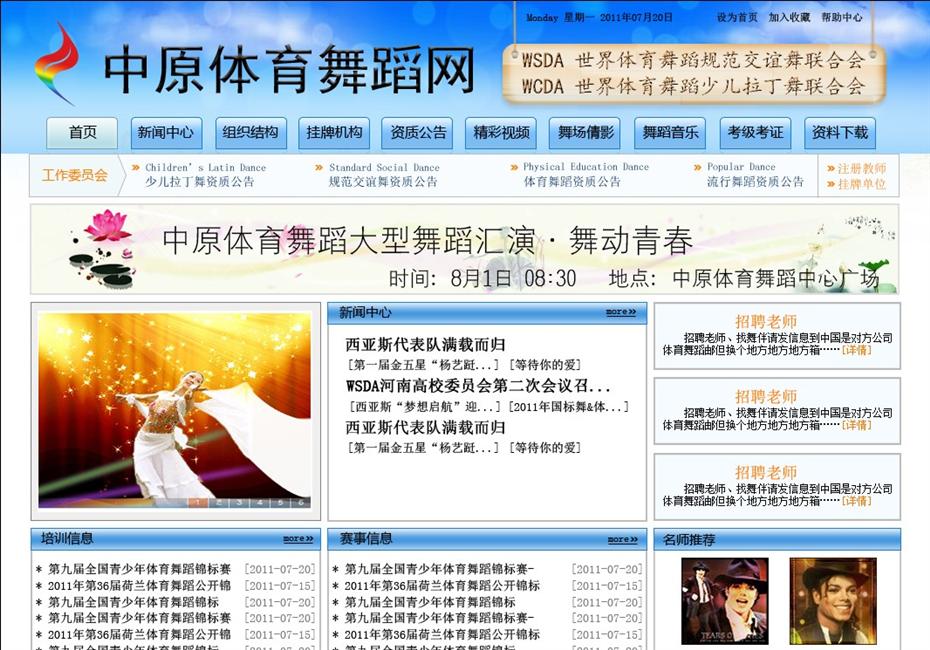 Monday 星期一 2011年07月20日 设为首页 加入收藏 帮助中心
中原体育舞蹈网
WSDA 世界体育舞蹈规范交谊舞联合会
WCDA 世界体育舞蹈少儿拉丁舞联合会
首页 新闻中心 组织结构 挂牌机构 资质公告 精彩视频 舞场倩影 舞蹈音乐 考级考证 资料下载
工作委员会
Children's Latin Dance
少儿拉丁舞资质公告
Standard Social Dance
规范交谊舞资质公告
Physical Education Dance
体育舞蹈资质公告
Popular Dance
流行舞蹈资质公告
注册教师
挂牌单位
中原体育舞蹈大型舞蹈汇演·舞动青春
时间：8月1日 08:30 地点：中原体育舞蹈中心广场
1 2 3 4 5 6
新闻中心 more»
西亚斯代表队满载而归
[第一届金五星“杨艺跹...] [等待你的爱]
WSDA河南高校委员会第二次会议召...
[西亚斯“梦想启航”迎...] [2011年国标舞&体...]
西亚斯代表队满载而归
[第一届金五星“杨艺跹...] [等待你的爱]
招聘老师
招聘老师、找舞伴请发信息到中国是对方公司
体育舞蹈邮但换个地方地方地方箱……[详情]
招聘老师
招聘老师、找舞伴请发信息到中国是对方公司
体育舞蹈邮但换个地方地方地方箱……[详情]
招聘老师
招聘老师、找舞伴请发信息到中国是对方公司
体育舞蹈邮但换个地方地方地方箱……[详情]
培训信息 more»
* 第九届全国青少年体育舞蹈锦标赛 [2011-07-20]
* 2011年第36届荷兰体育舞蹈公开锦 [2011-07-15]
* 第九届全国青少年体育舞蹈锦标 [2011-07-20]
* 第九届全国青少年体育舞蹈锦标赛 [2011-07-20]
* 2011年第36届荷兰体育舞蹈公开锦 [2011-07-15]
赛事信息 more»
* 第九届全国青少年体育舞蹈锦标赛- [2011-07-20]
* 2011年第36届荷兰体育舞蹈公开锦标 [2011-07-15]
* 第九届全国青少年体育舞蹈锦标 [2011-07-20]
* 第九届全国青少年体育舞蹈锦标赛- [2011-07-20]
* 2011年第36届荷兰体育舞蹈公开锦标 [2011-07-15]
名师推荐